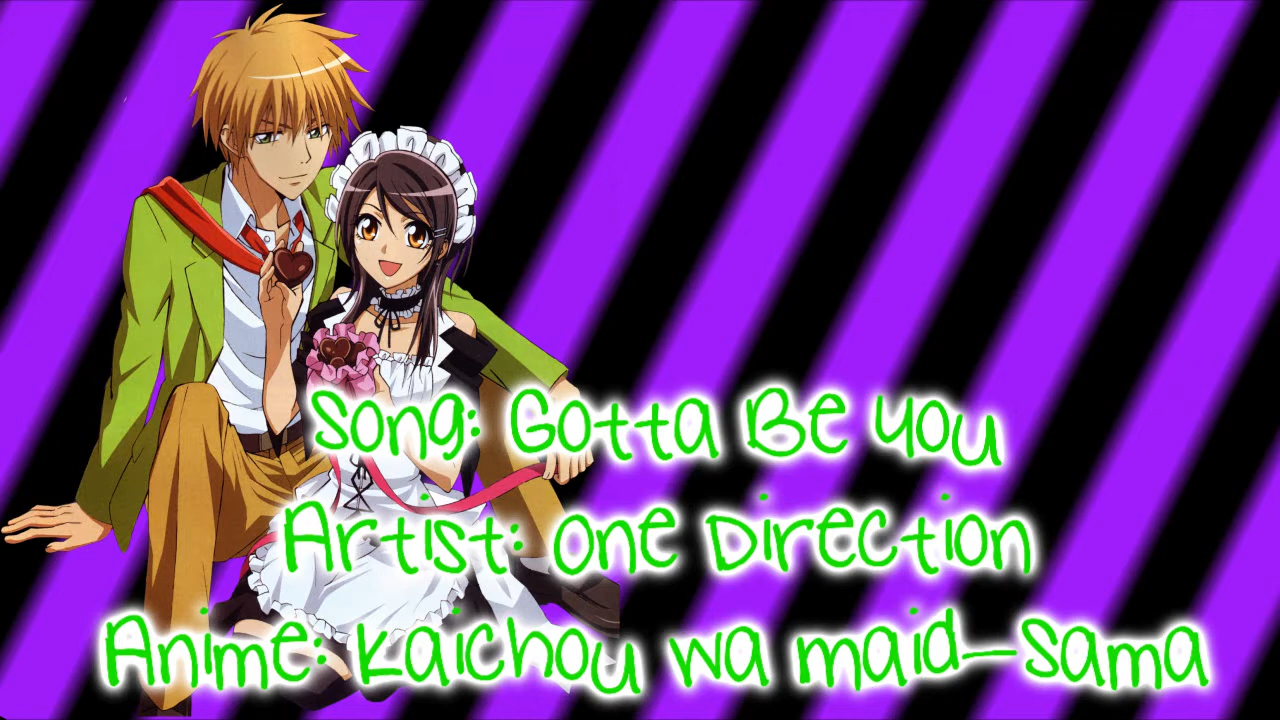 Song: Gotta Be You
Artist: One Direction
Anime: Kaichou wa maid-sama